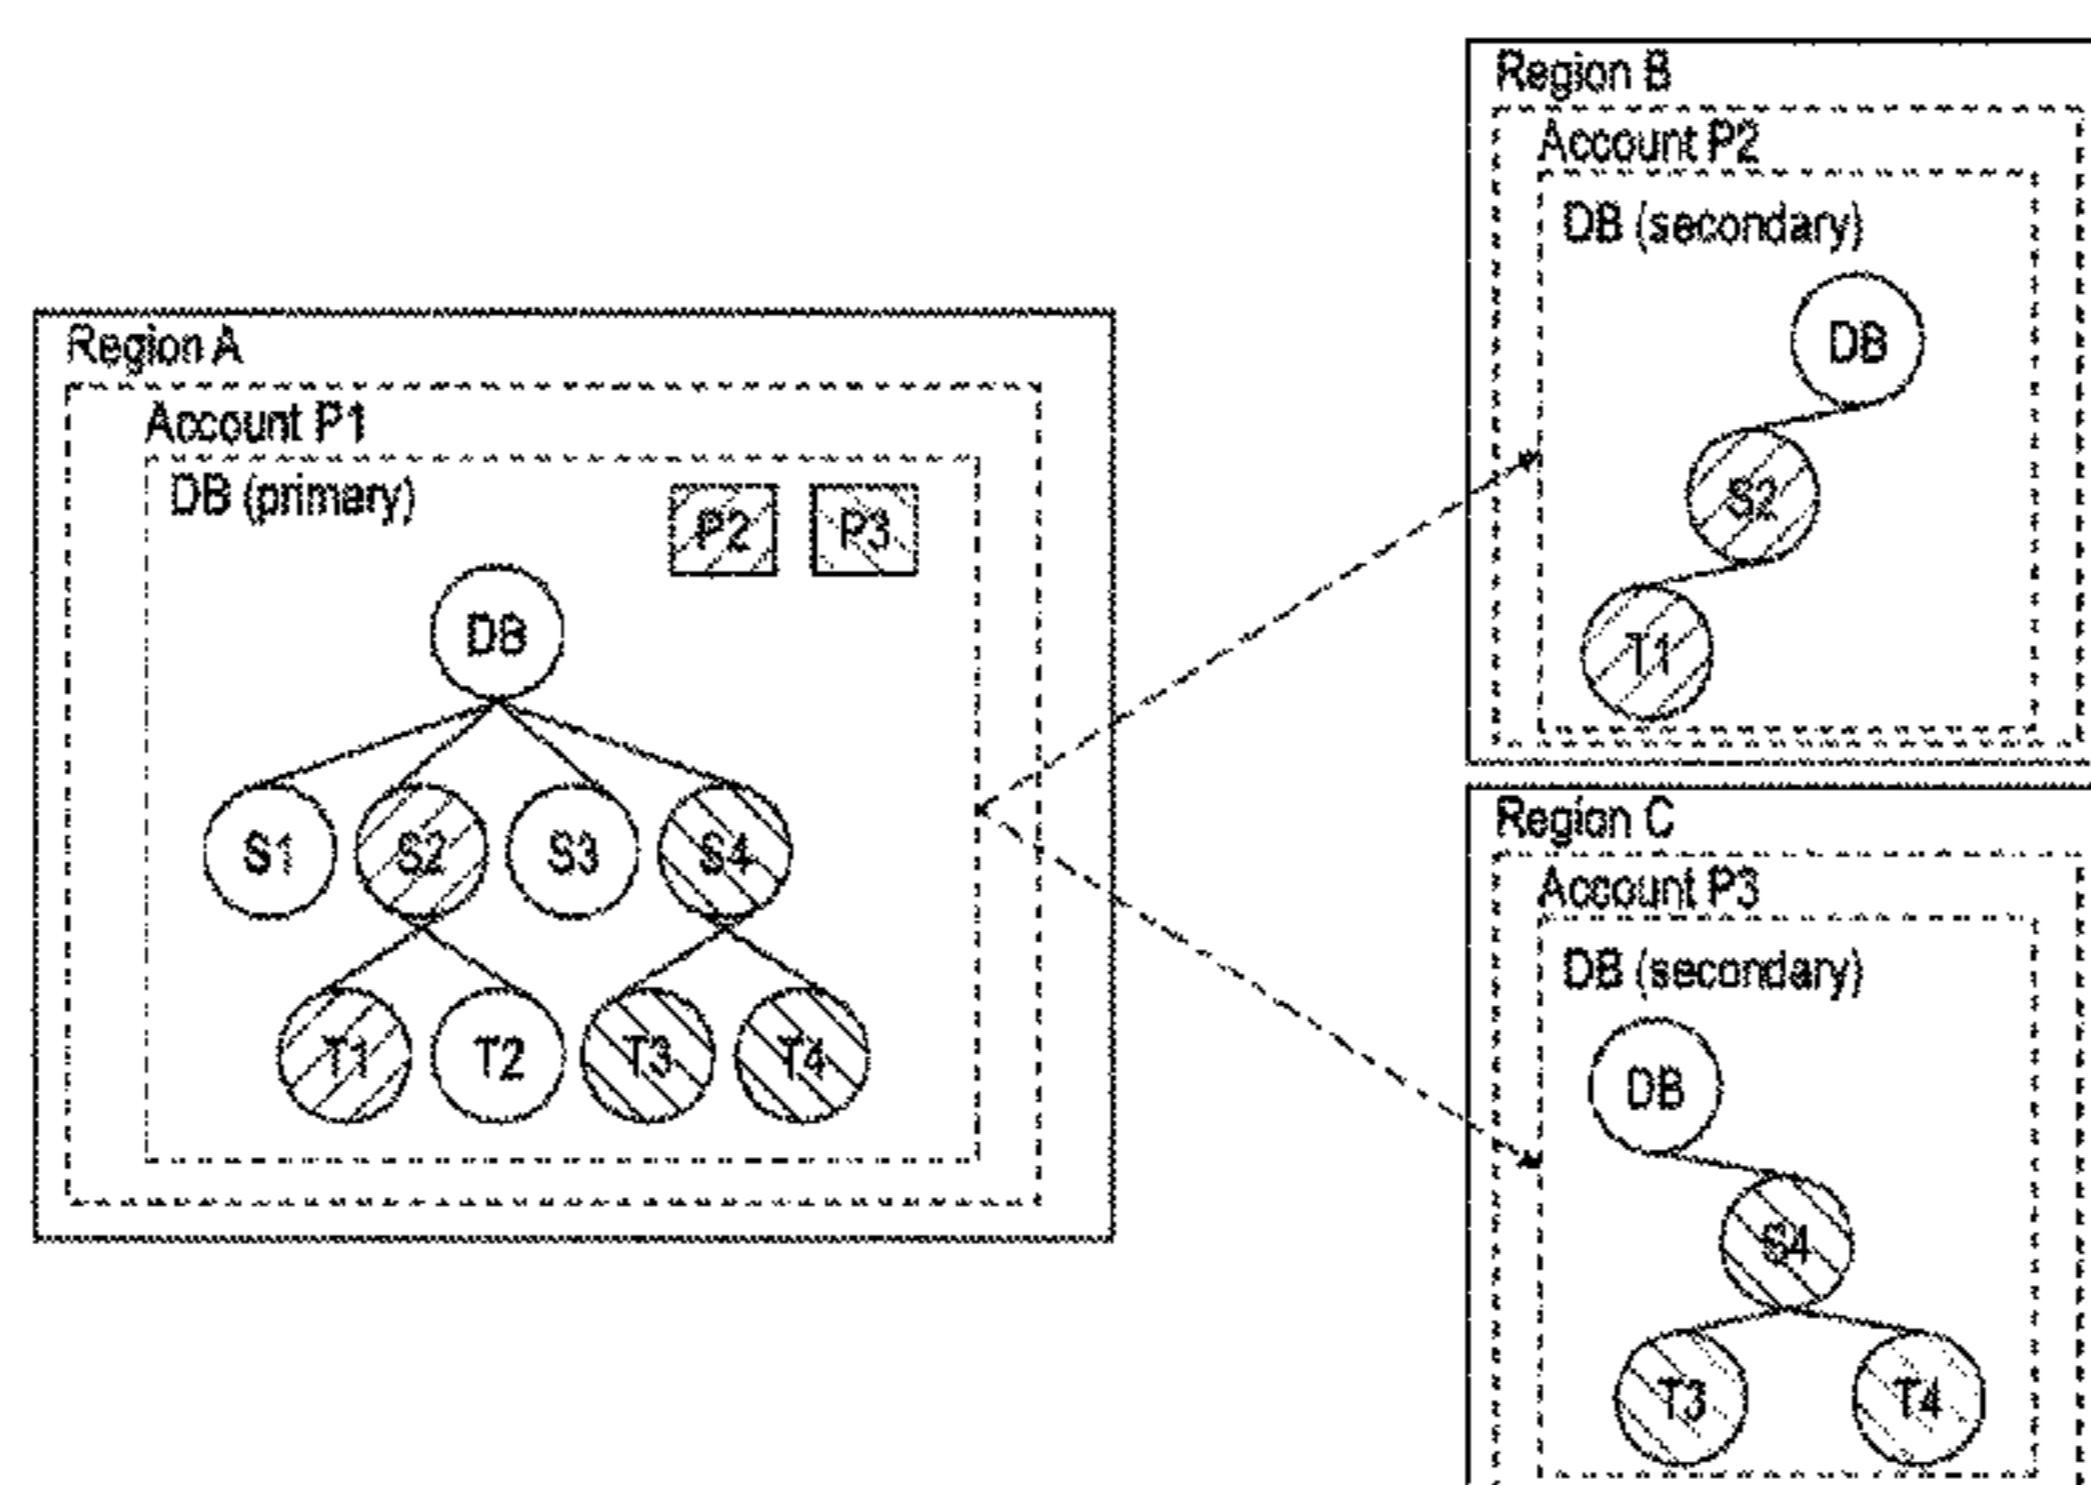 Region A
Account P1
DB (primary)
P2 P3
DB
S1 S2 S3 S4
T1 T2 T3 T4
Region B
Account P2
DB (secondary)
DB
S2
T1
Region C
Account P3
DB (secondary)
DB
S4
T3 T4